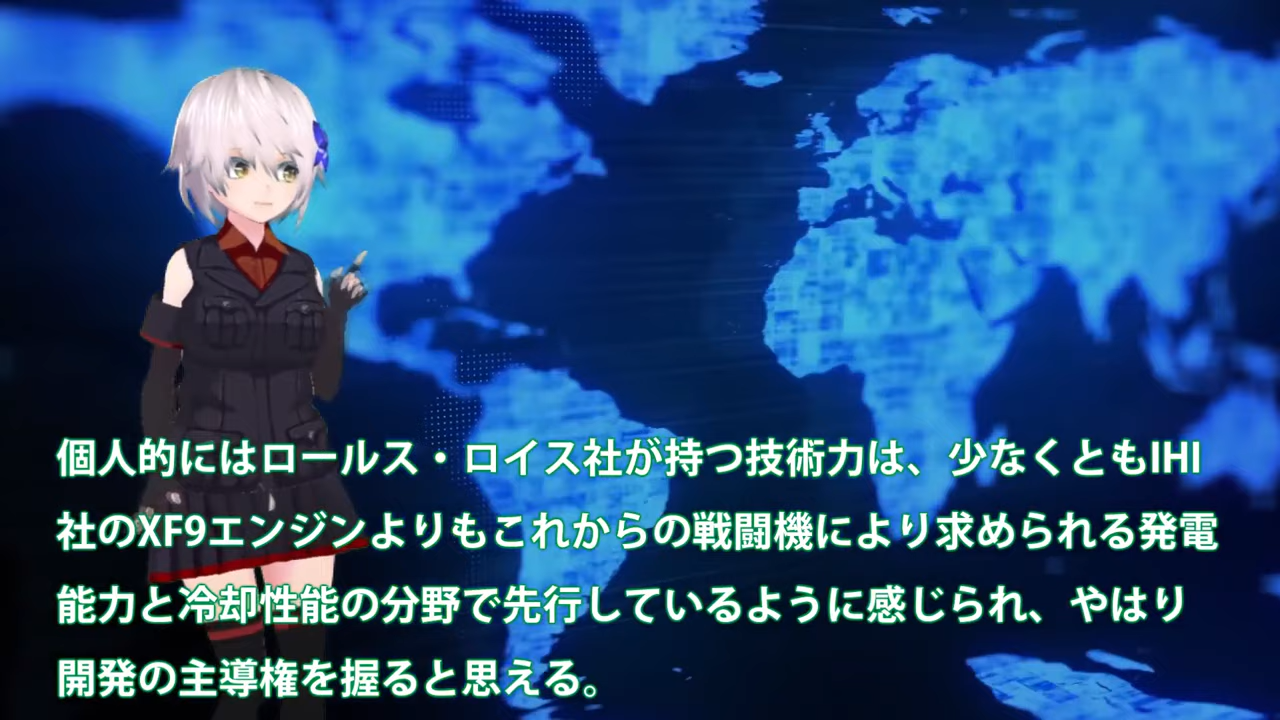 個人的にはロールス・ロイス社が持つ技術力は、少なくともIHI
社のXF9エンジンよりもこれからの戦闘機により求められる発電
能力と冷却性能の分野で先行しているように感じられ、やはり
開発の主導権を握ると思える。